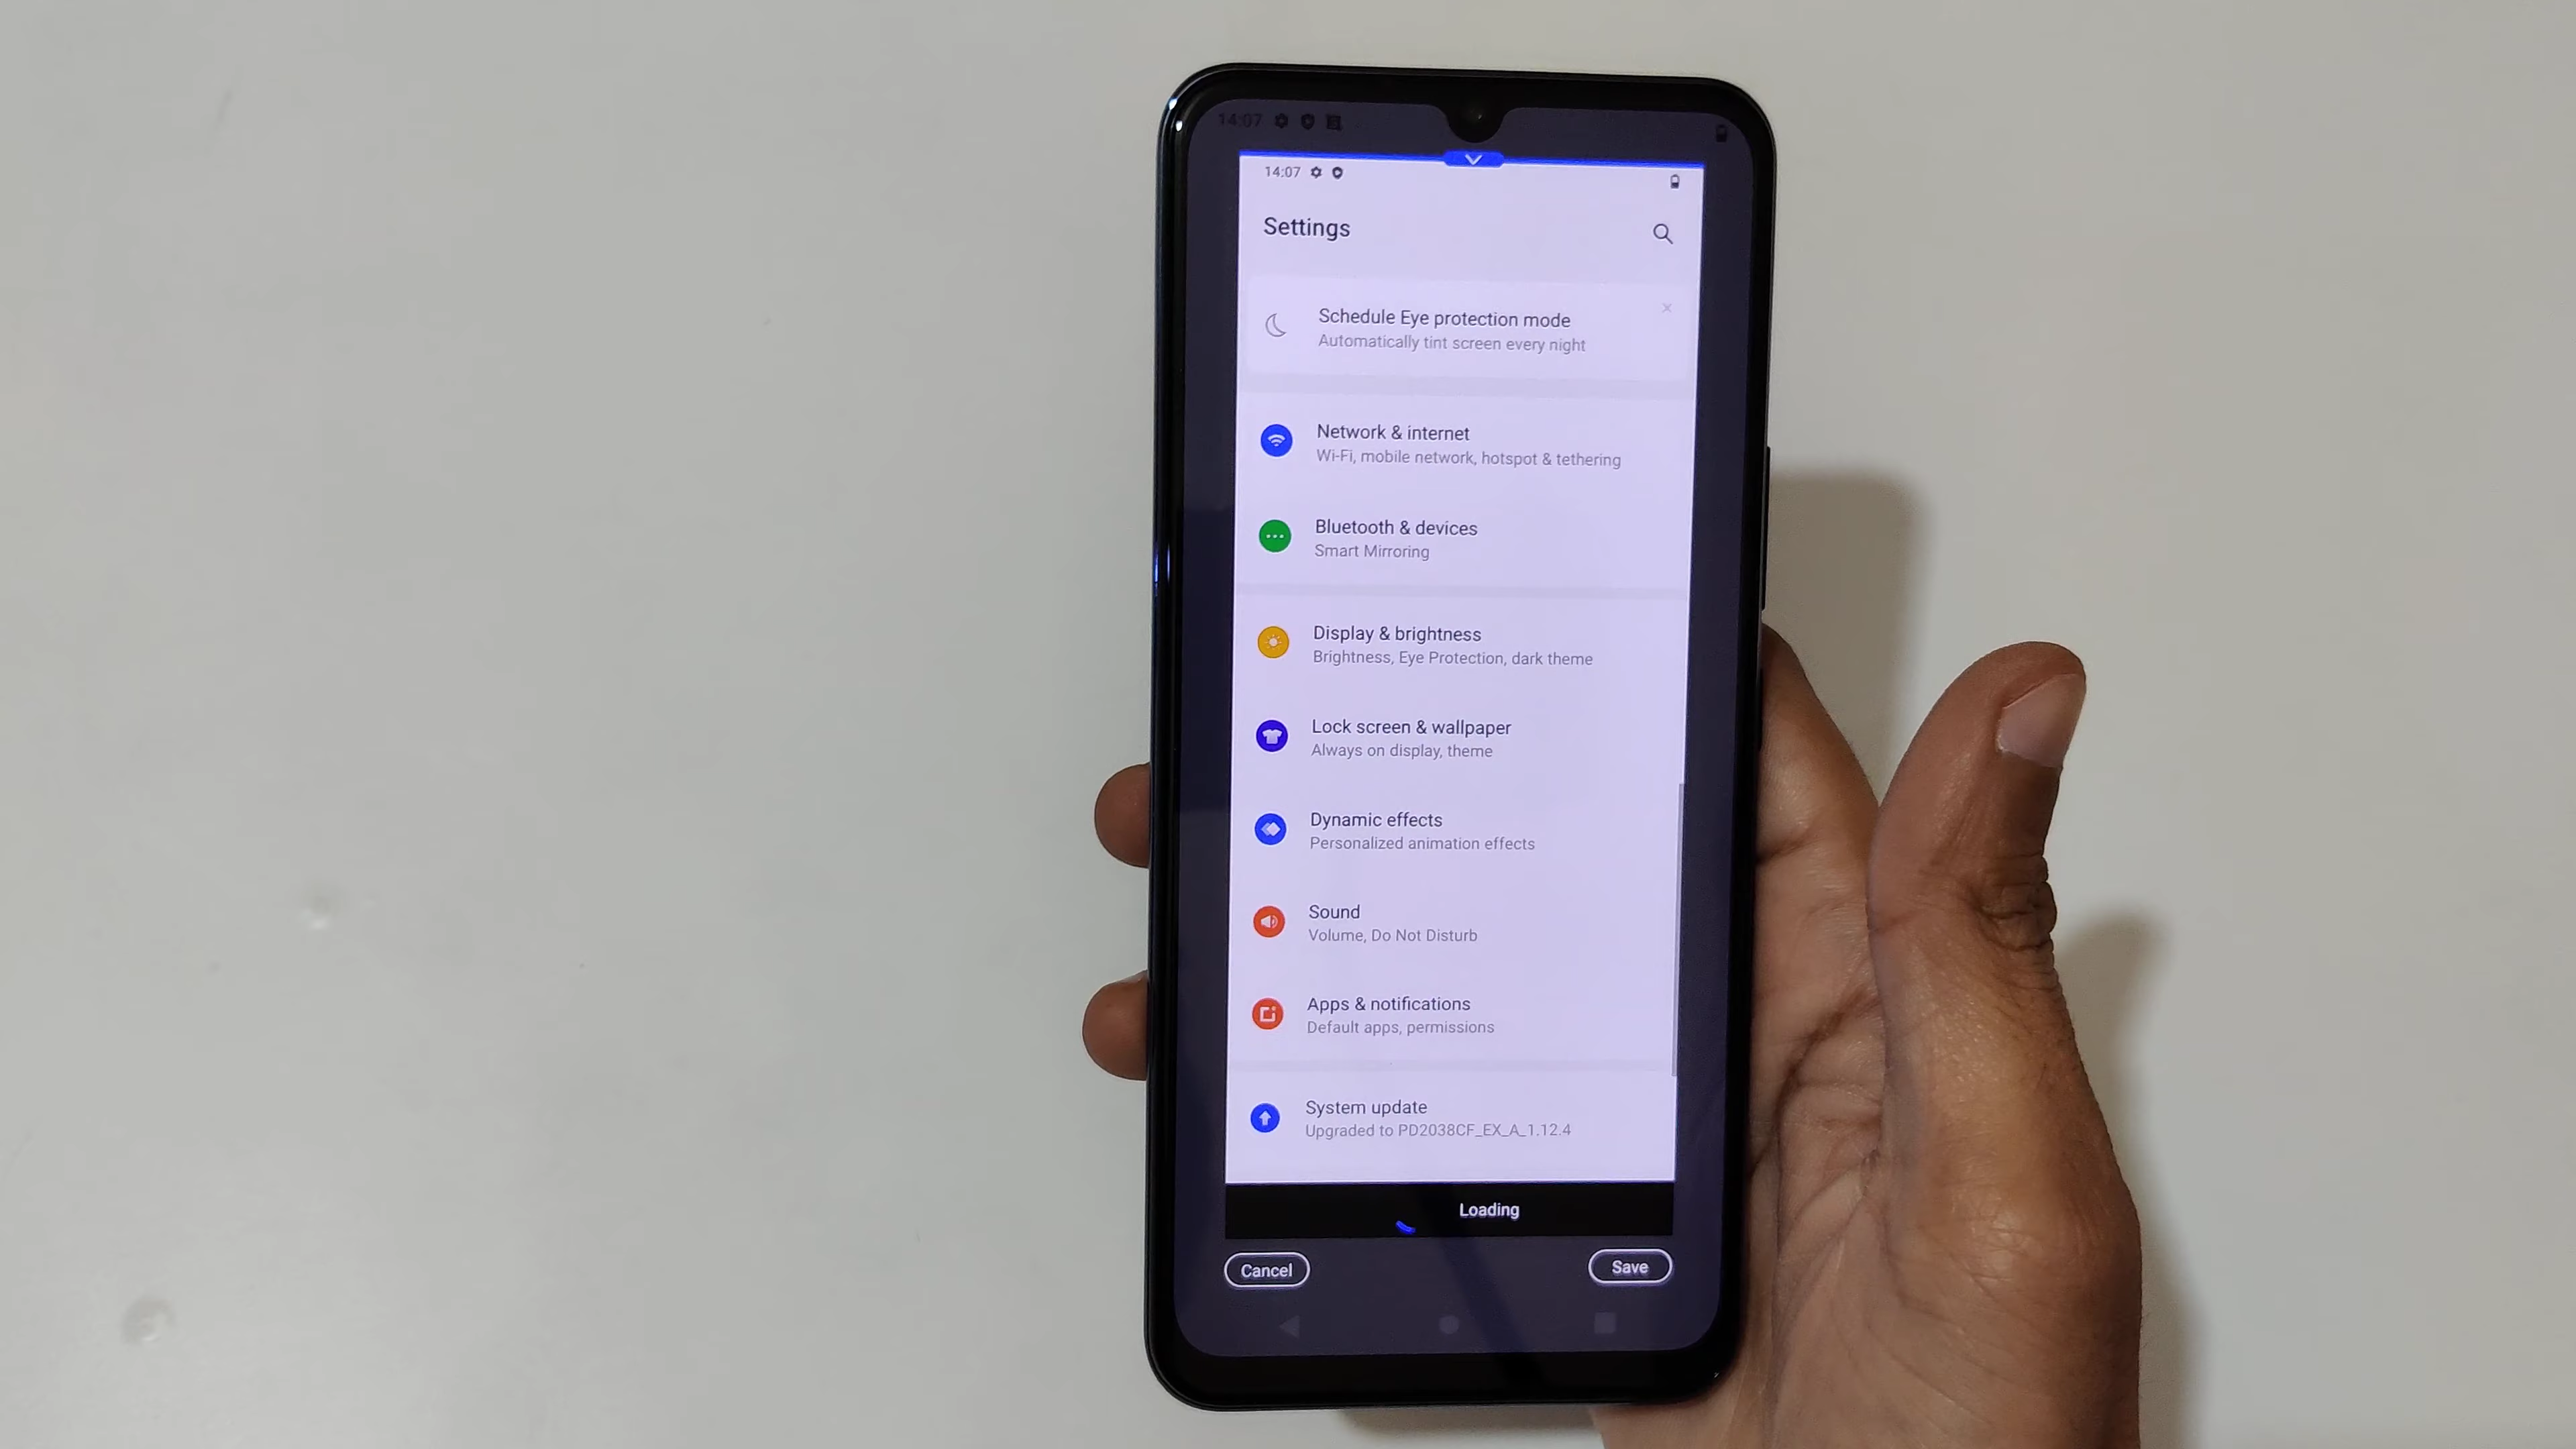 14:07
14:07
Settings
Schedule Eye protection mode
Automatically tint screen every night
Network & internet
Wi-Fi, mobile network, hotspot & tethering
Bluetooth & devices
Smart Mirroring
Display & brightness
Brightness, Eye Protection, dark theme
Lock screen & wallpaper
Always on display, theme
Dynamic effects
Personalized animation effects
Sound
Volume, Do Not Disturb
Apps & notifications
Default apps, permissions
System update
Upgraded to PD2038CF_EX_A_1.12.4
Loading
Cancel
Save